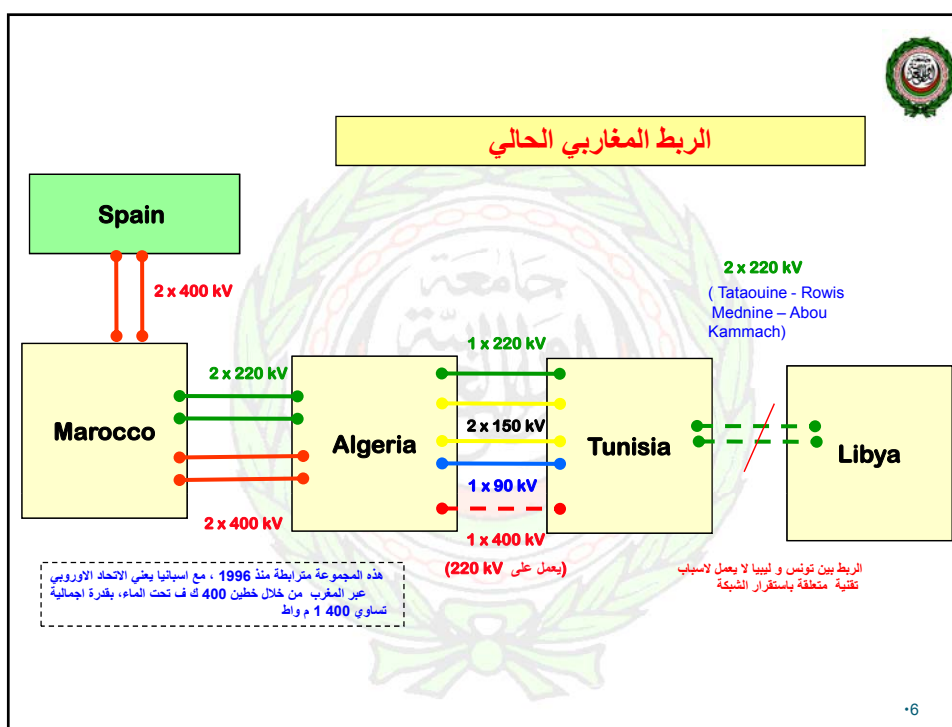 الربط المغاربي الحالي
Spain
2 x 400 kV
2 x 220 kV
( Tataouine - Rowis
Mednine – Abou
Kammach)
1 x 220 kV
2 x 220 kV
Marocco
Algeria
2 x 150 kV
Tunisia
Libya
1 x 90 kV
2 x 400 kV
1 x 400 kV
(يعمل على 220 kV)
الربط بين تونس و ليبيا لا يعمل لاسباب
تقنية متعلقة باستقرار الشبكة
هذه المجموعة مترابطة منذ 1996 ، مع اسبانيا يعني الاتحاد الاوروبي
عبر المغرب من خلال خطين 400 ك ف تحت الماء، بقدرة اجمالية
تساوي 400 1 م واط
جامعة
•6